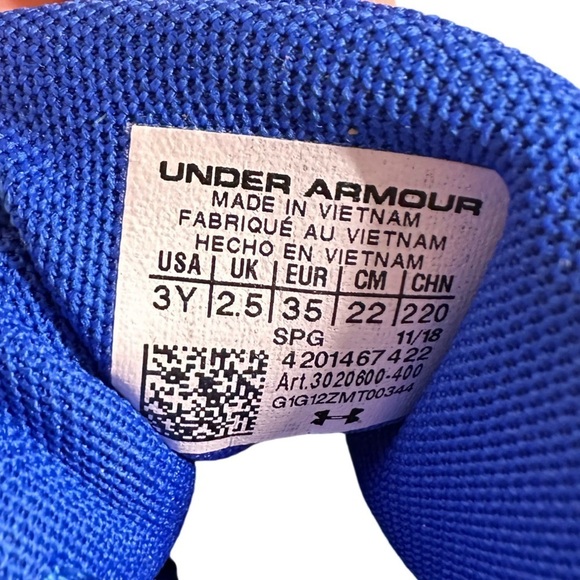 UNDER ARMOUR
MADE IN VIETNAM
FABRIQUÉ AU VIETNAM
HECHO EN VIETNAM
USA UK EUR CM CHN
3Y 2.5 35 22 220
SPG 11/18
4201467422
Art.3020600-400
G1G12ZMT00344